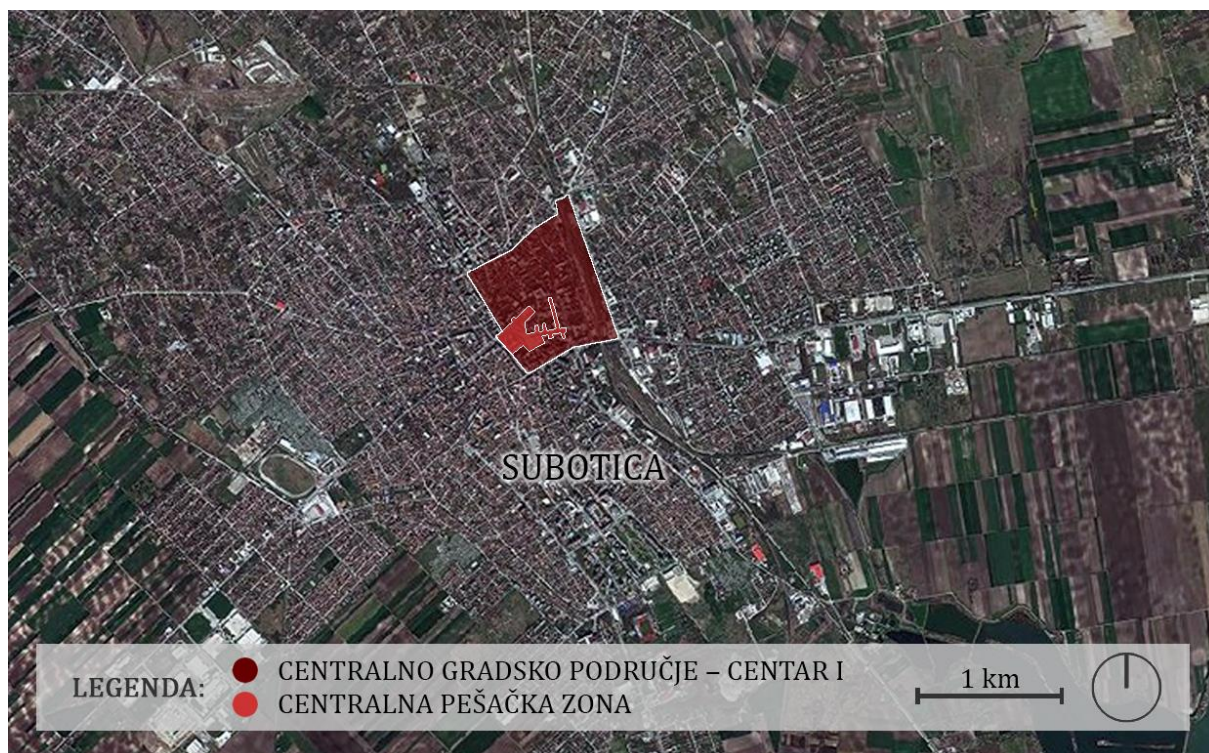 SUBOTICA
LEGENDA:
CENTRALNO GRADSKO PODRUČJE – CENTAR I
CENTRALNA PEŠAČKA ZONA
1 km